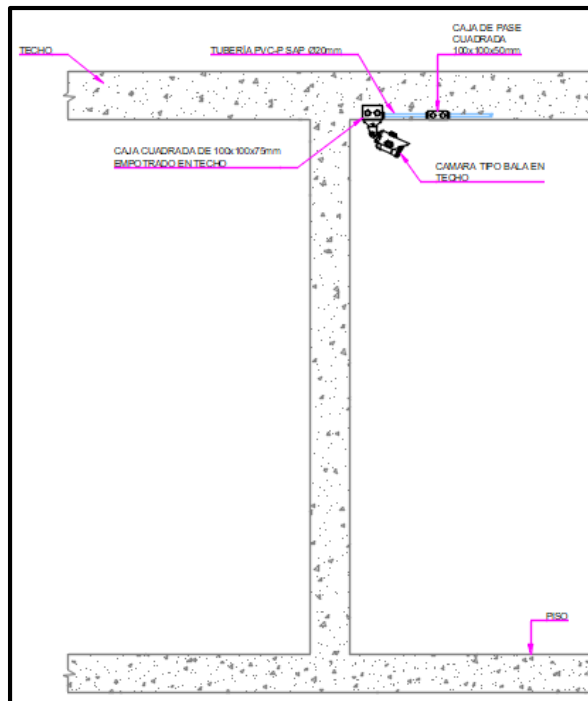 CAJA DE PASE
CUADRADA
100x100x50mm
TECHO
TUBERÍA PVC-P SAP Ø20mm
CAJA CUADRADA DE 100x100x75mm
EMPOTRADO EN TECHO
CAMARA TIPO BALA EN
TECHO
PISO